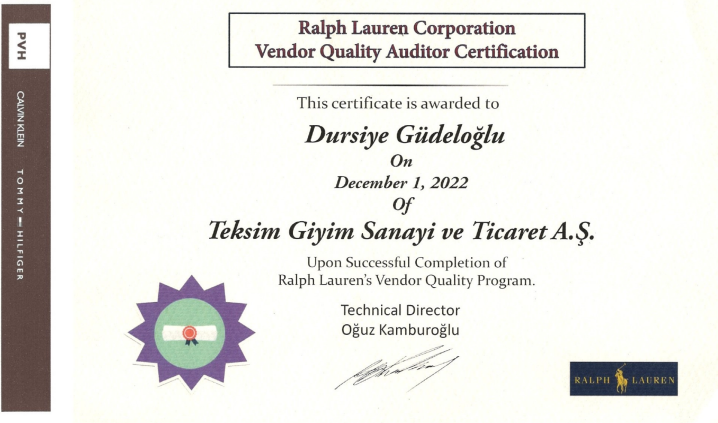 Ralph Lauren Corporation
Vendor Quality Auditor Certification
This certificate is awarded to
Dursiye Güdeloğlu
On
December 1, 2022
Of
Teksim Giyim Sanayi ve Ticaret A.Ş.
Upon Successful Completion of
Ralph Lauren's Vendor Quality Program.
Technical Director
Oğuz Kamburoğlu
RALPH LAUREN
PVH
CALVIN KLEIN
TOMMY HILFIGER